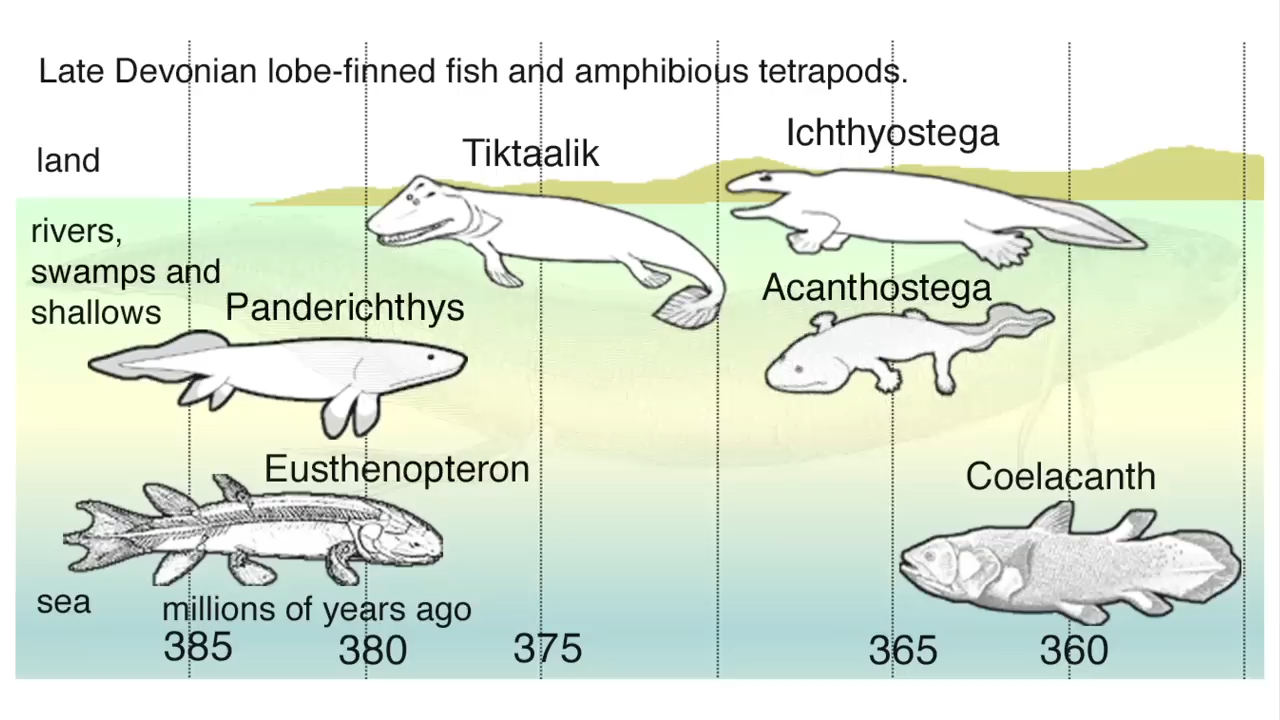 Late Devonian lobe-finned fish and amphibious tetrapods.
Ichthyostega
Tiktaalik
land
rivers,
swamps and
shallows
Panderichthys
Acanthostega
Eusthenopteron
Coelacanth
sea
millions of years ago
385 380 375 365 360